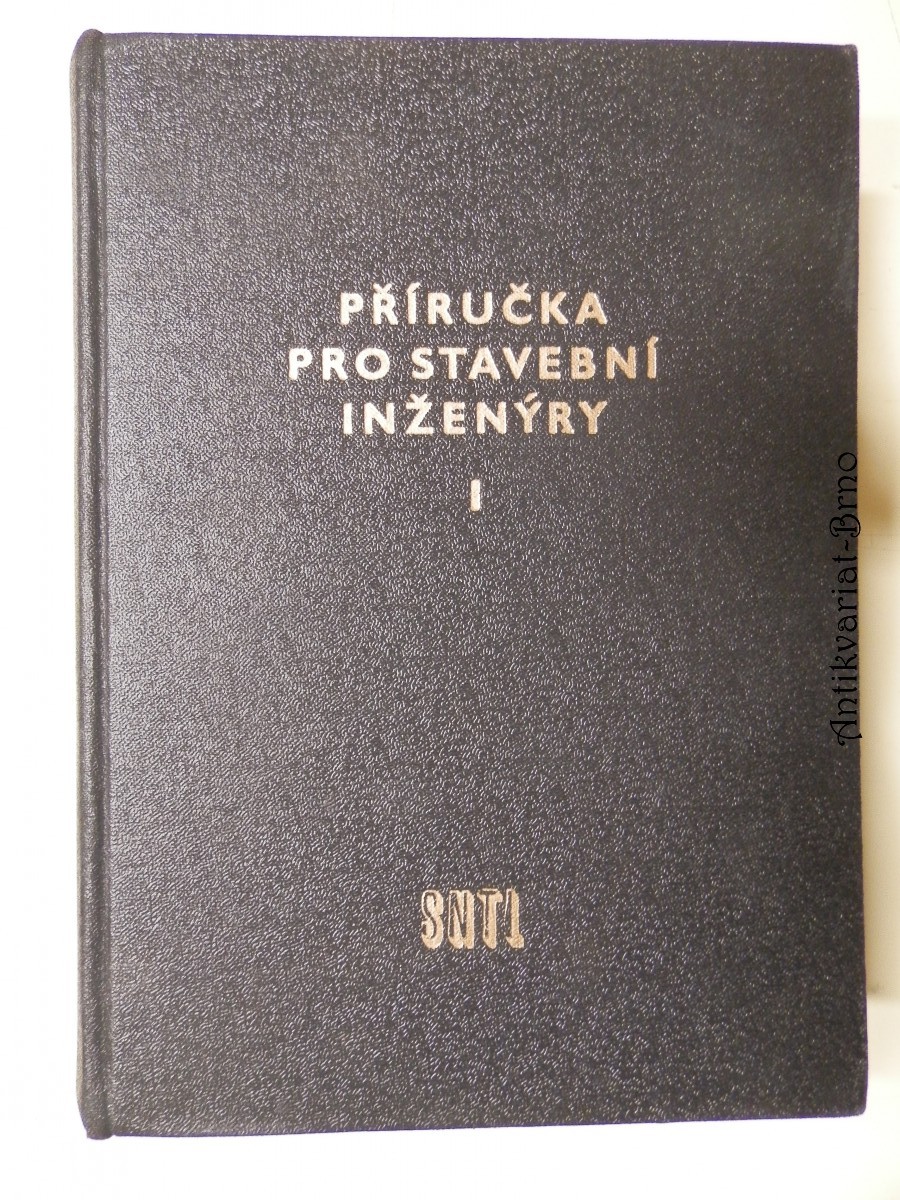 PŘÍRUČKA
PRO STAVEBNÍ
INŽENÝRY
I
SNTL
Antikvariat-Brno